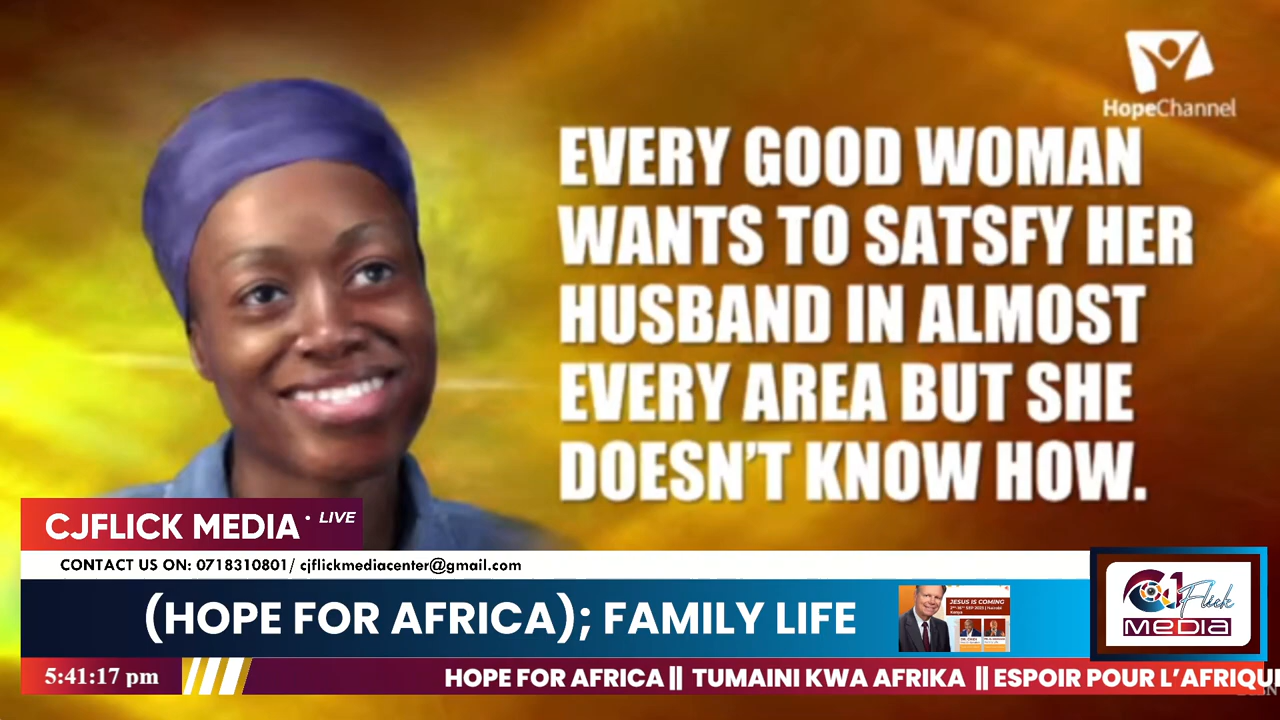 HopeChannel
EVERY GOOD WOMAN
WANTS TO SATSFY HER
HUSBAND IN ALMOST
EVERY AREA BUT SHE
DOESN'T KNOW HOW.
CJFLICK MEDIA • LIVE
CONTACT US ON: 0718310801/ cjflickmediacenter@gmail.com
(HOPE FOR AFRICA); FAMILY LIFE
JESUS IS COMING
Flick
MEDIA
5:41:17 pm
HOPE FOR AFRICA || TUMAINI KWA AFRIKA || ESPOIR POUR L'AFRIQU